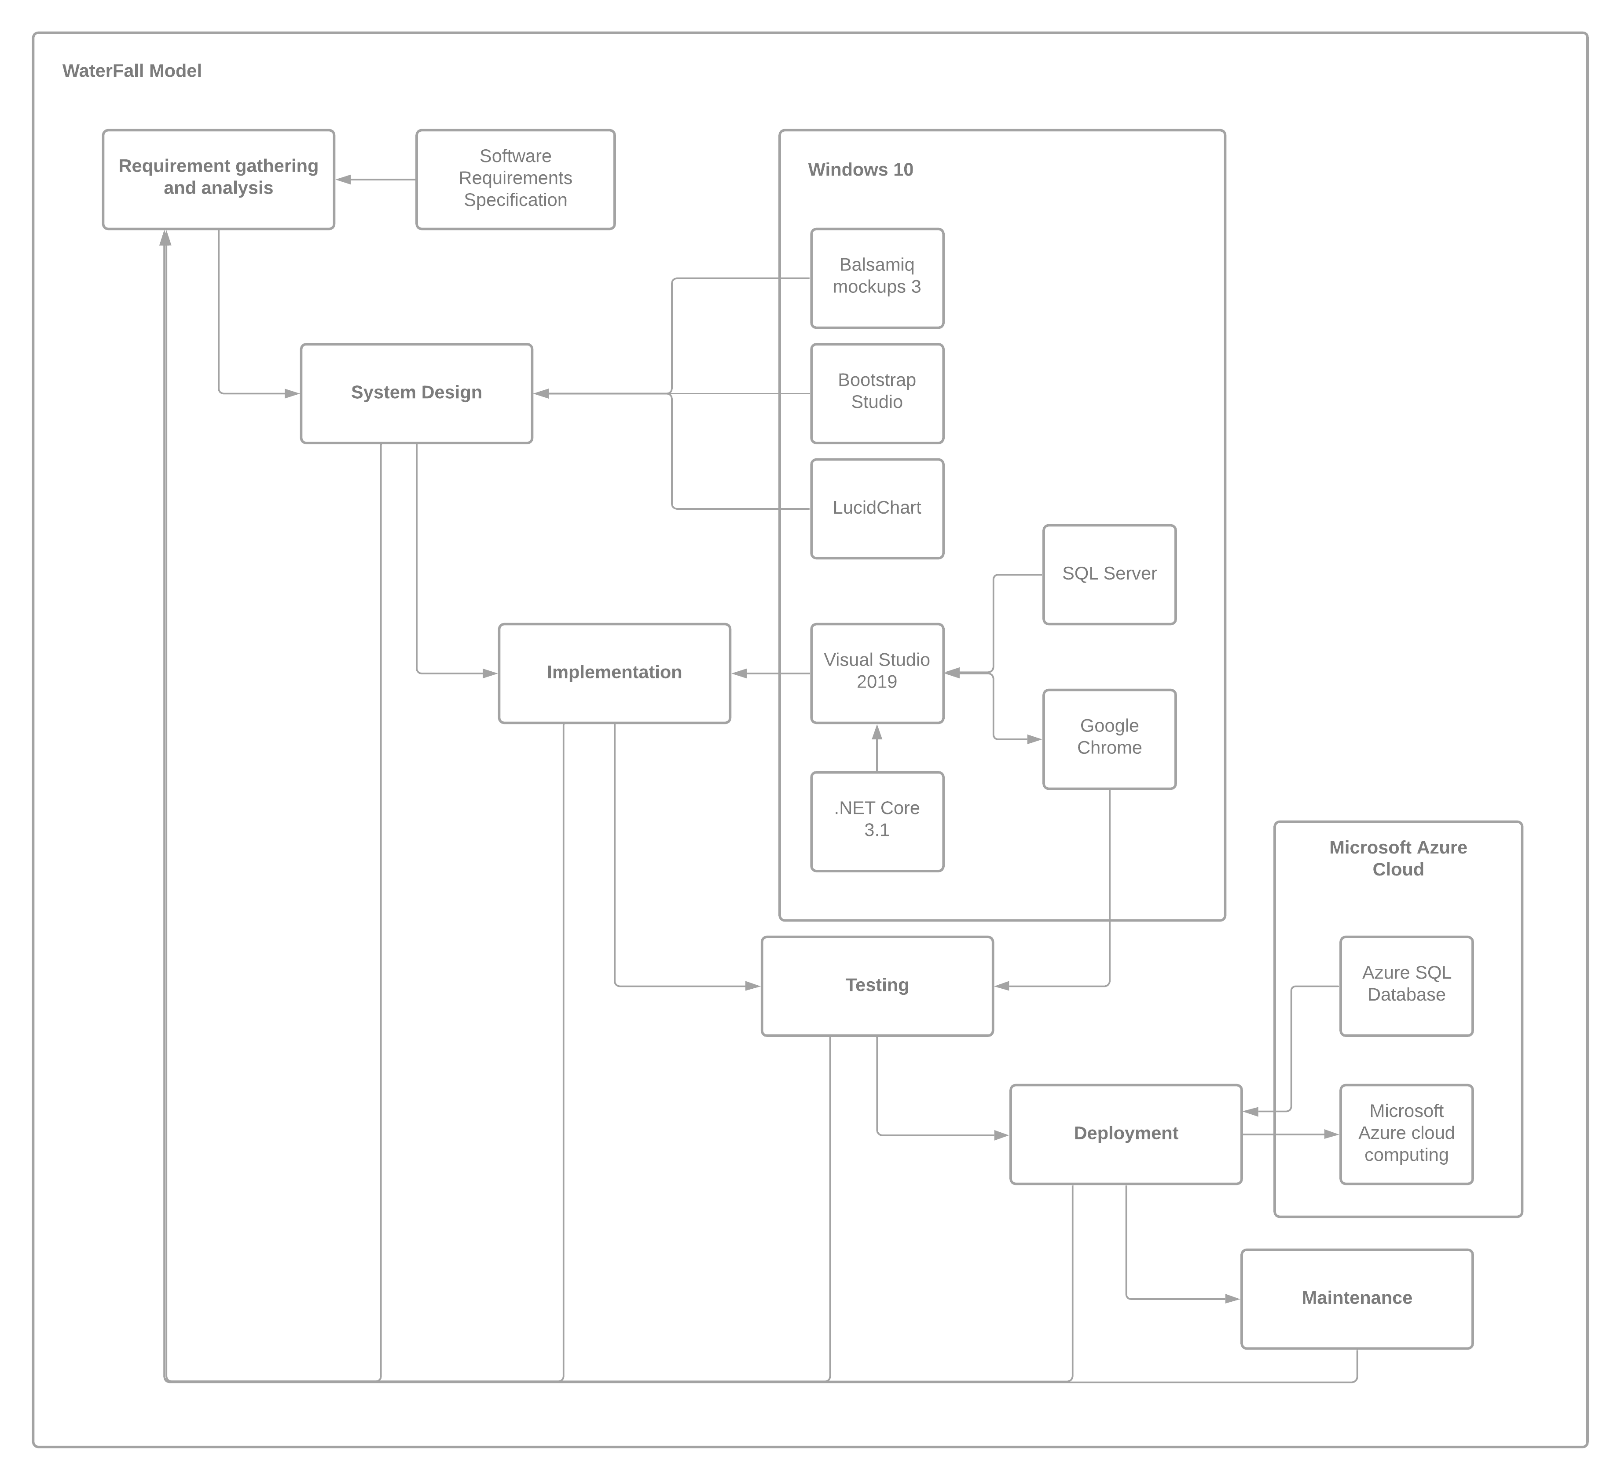 WaterFall Model
Requirement gathering
and analysis
Software
Requirements
Specification
Windows 10
Balsamiq
mockups 3
Bootstrap
Studio
System Design
LucidChart
SQL Server
Visual Studio
2019
Implementation
Google
Chrome
.NET Core
3.1
Microsoft Azure
Cloud
Testing
Azure SQL
Database
Deployment
Microsoft
Azure cloud
computing
Maintenance